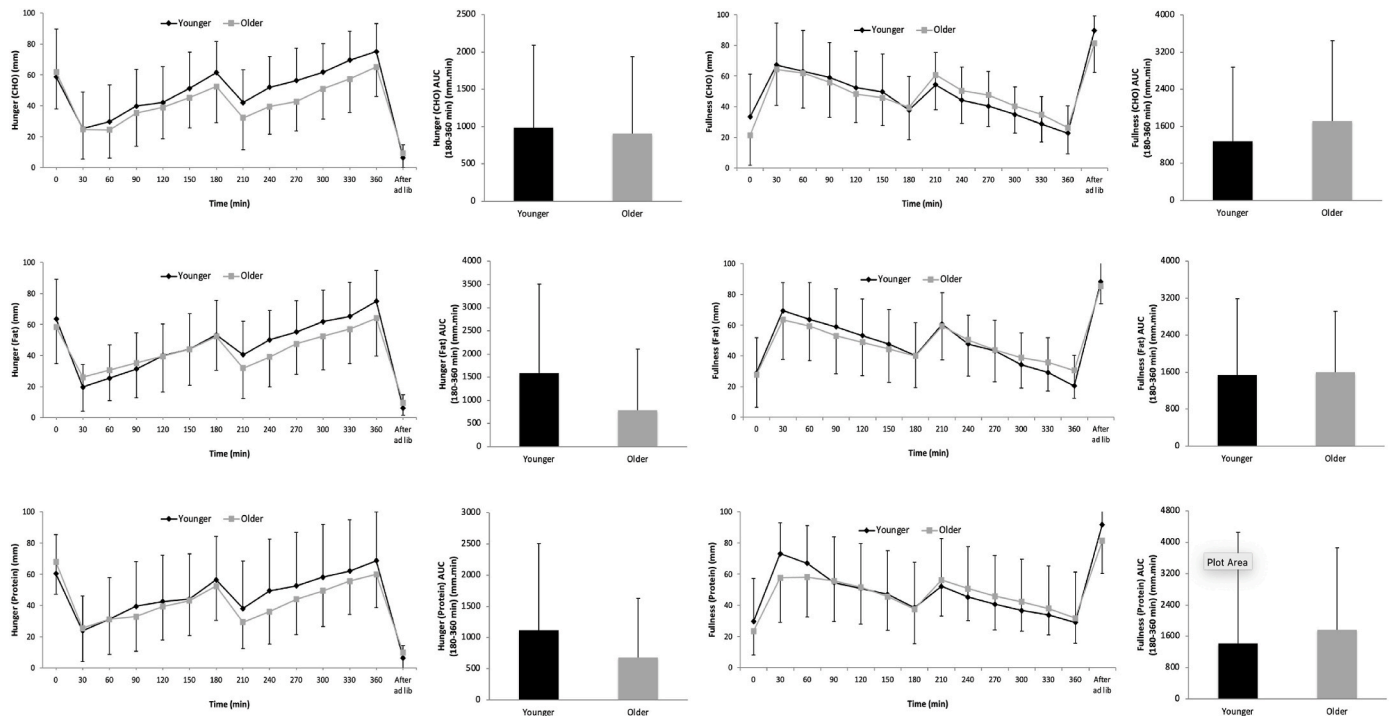 Younger Older
Hunger (CHO) (mm)
100
80
60
40
20
0
0 30 60 90 120 150 180 210 240 270 300 330 360 After
ad lib
Time (min)
Hunger (CHO) AUC
(180-360 min) (mm.min)
2500
2000
1500
1000
500
0
Younger Older
Younger Older
Fullness (CHO) (mm)
100
80
60
40
20
0
0 30 60 90 120 150 180 210 240 270 300 330 360 After
ad lib
Time (min)
Fullness (CHO) AUC
(180-360 min) (mm.min)
4000
3200
2400
1600
800
0
Younger Older
Younger Older
Hunger (Fat) (mm)
100
80
60
40
20
0
0 30 60 90 120 150 180 210 240 270 300 330 360 After
ad lib
Time (min)
Hunger (Fat) AUC
(180-360 min) (mm.min)
4000
3500
3000
2500
2000
1500
1000
500
0
Younger Older
Younger Older
Fullness (Fat) (mm)
100
80
60
40
20
0
0 30 60 90 120 150 180 210 240 270 300 330 360 After
ad lib
Time (min)
Fullness (Fat) AUC
(180-360 min) (mm.min)
4000
3200
2400
1600
800
0
Younger Older
Younger Older
Hunger (Protein) (mm)
100
80
60
40
20
0
0 30 60 90 120 150 180 210 240 270 300 330 360 After
ad lib
Time (min)
Hunger (Protein) AUC
(180-360 min) (mm.min)
3000
2500
2000
1500
1000
500
0
Younger Older
Younger Older
Fullness (Protein) (mm)
100
80
60
40
20
0
0 30 60 90 120 150 180 210 240 270 300 330 360 After
ad lib
Time (min)
Fullness (Protein) AUC
(180-360 min) (mm.min)
4800
4000
3200
2400
1600
800
0
Plot Area
Younger Older